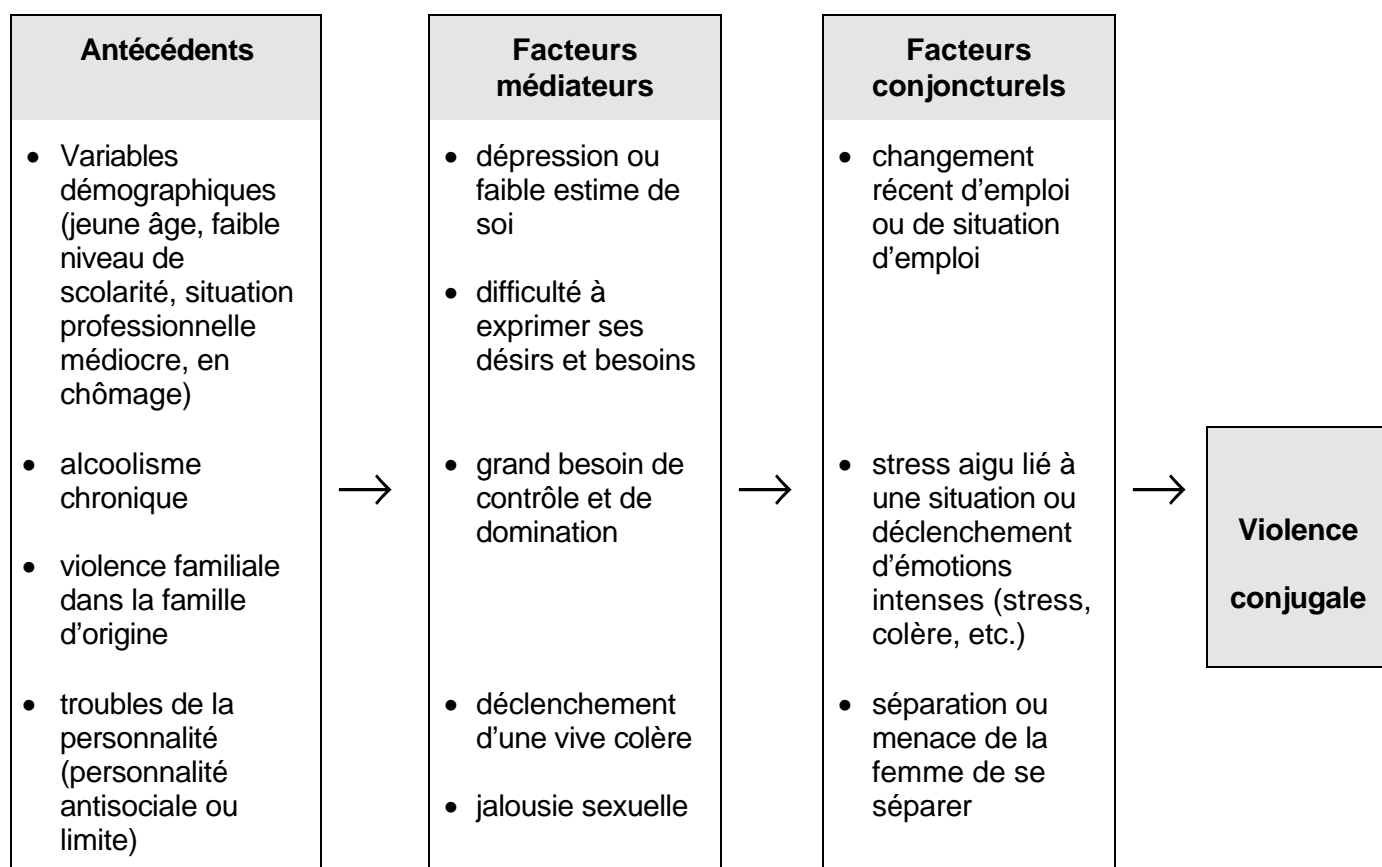 Antécédents
• Variables
démographiques
(jeune âge, faible
niveau de
scolarité, situation
professionnelle
médiocre, en
chômage)
• alcoolisme
chronique
• violence familiale
dans la famille
d’origine
• troubles de la
personnalité
(personnalité
antisociale ou
limite)
→
Facteurs
médiateurs
• dépression ou
faible estime de
soi
• difficulté à
exprimer ses
désirs et besoins
• grand besoin de
contrôle et de
domination
• déclenchement
d’une vive colère
• jalousie sexuelle
→
Facteurs
conjoncturels
• changement
récent d’emploi
ou de situation
d’emploi
• stress aigu lié à
une situation ou
déclenchement
d’émotions
intenses (stress,
colère, etc.)
• séparation ou
menace de la
femme de se
séparer
→
Violence
conjugale